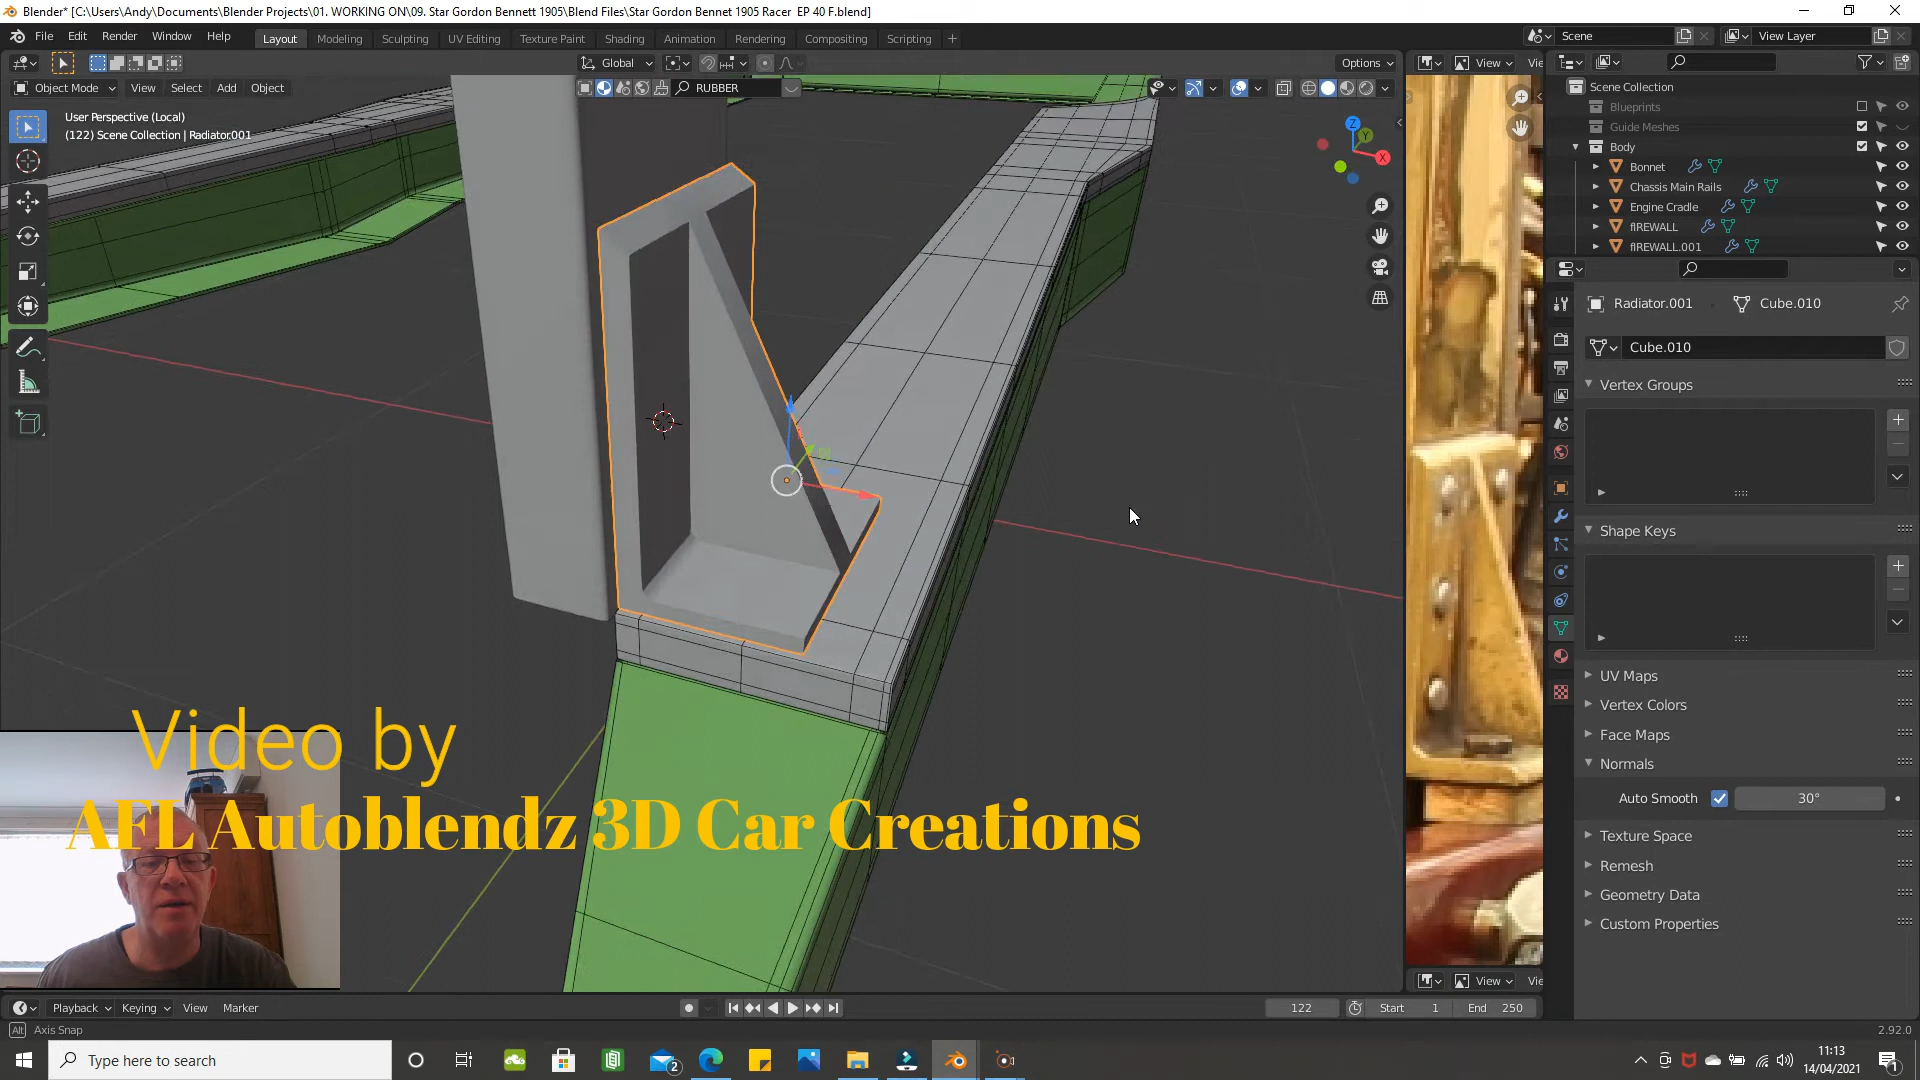 Blender* [C:\Users\Andy\Documents\Blender Projects\01. WORKING ON\09. Star Gordon Bennett 1905\Blend Files\Star Gordon Bennet 1905 Racer EP 40 F.blend]
File Edit Render Window Help
Layout Modeling Sculpting UV Editing Texture Paint Shading Animation Rendering Compositing Scripting +
Scene
View Layer
Global
Options
View
Object Mode View Select Add Object
RUBBER
User Perspective (Local)
(122) Scene Collection | Radiator.001
Z
Y
X
Scene Collection
Blueprints
Guide Meshes
Body
Bonnet
Chassis Main Rails
Engine Cradle
fIREWALL
fIREWALL.001
Radiator.001
Cube.010
Cube.010
Vertex Groups
Shape Keys
UV Maps
Vertex Colors
Face Maps
Normals
Auto Smooth 30°
Texture Space
Remesh
Geometry Data
Custom Properties
Video by
AFL Autoblendz 3D Car Creations
View
Playback Keying View Marker
122
Start 1
End 250
Alt Axis Snap
2.92.0
Type here to search
2
11:13
14/04/2021
1